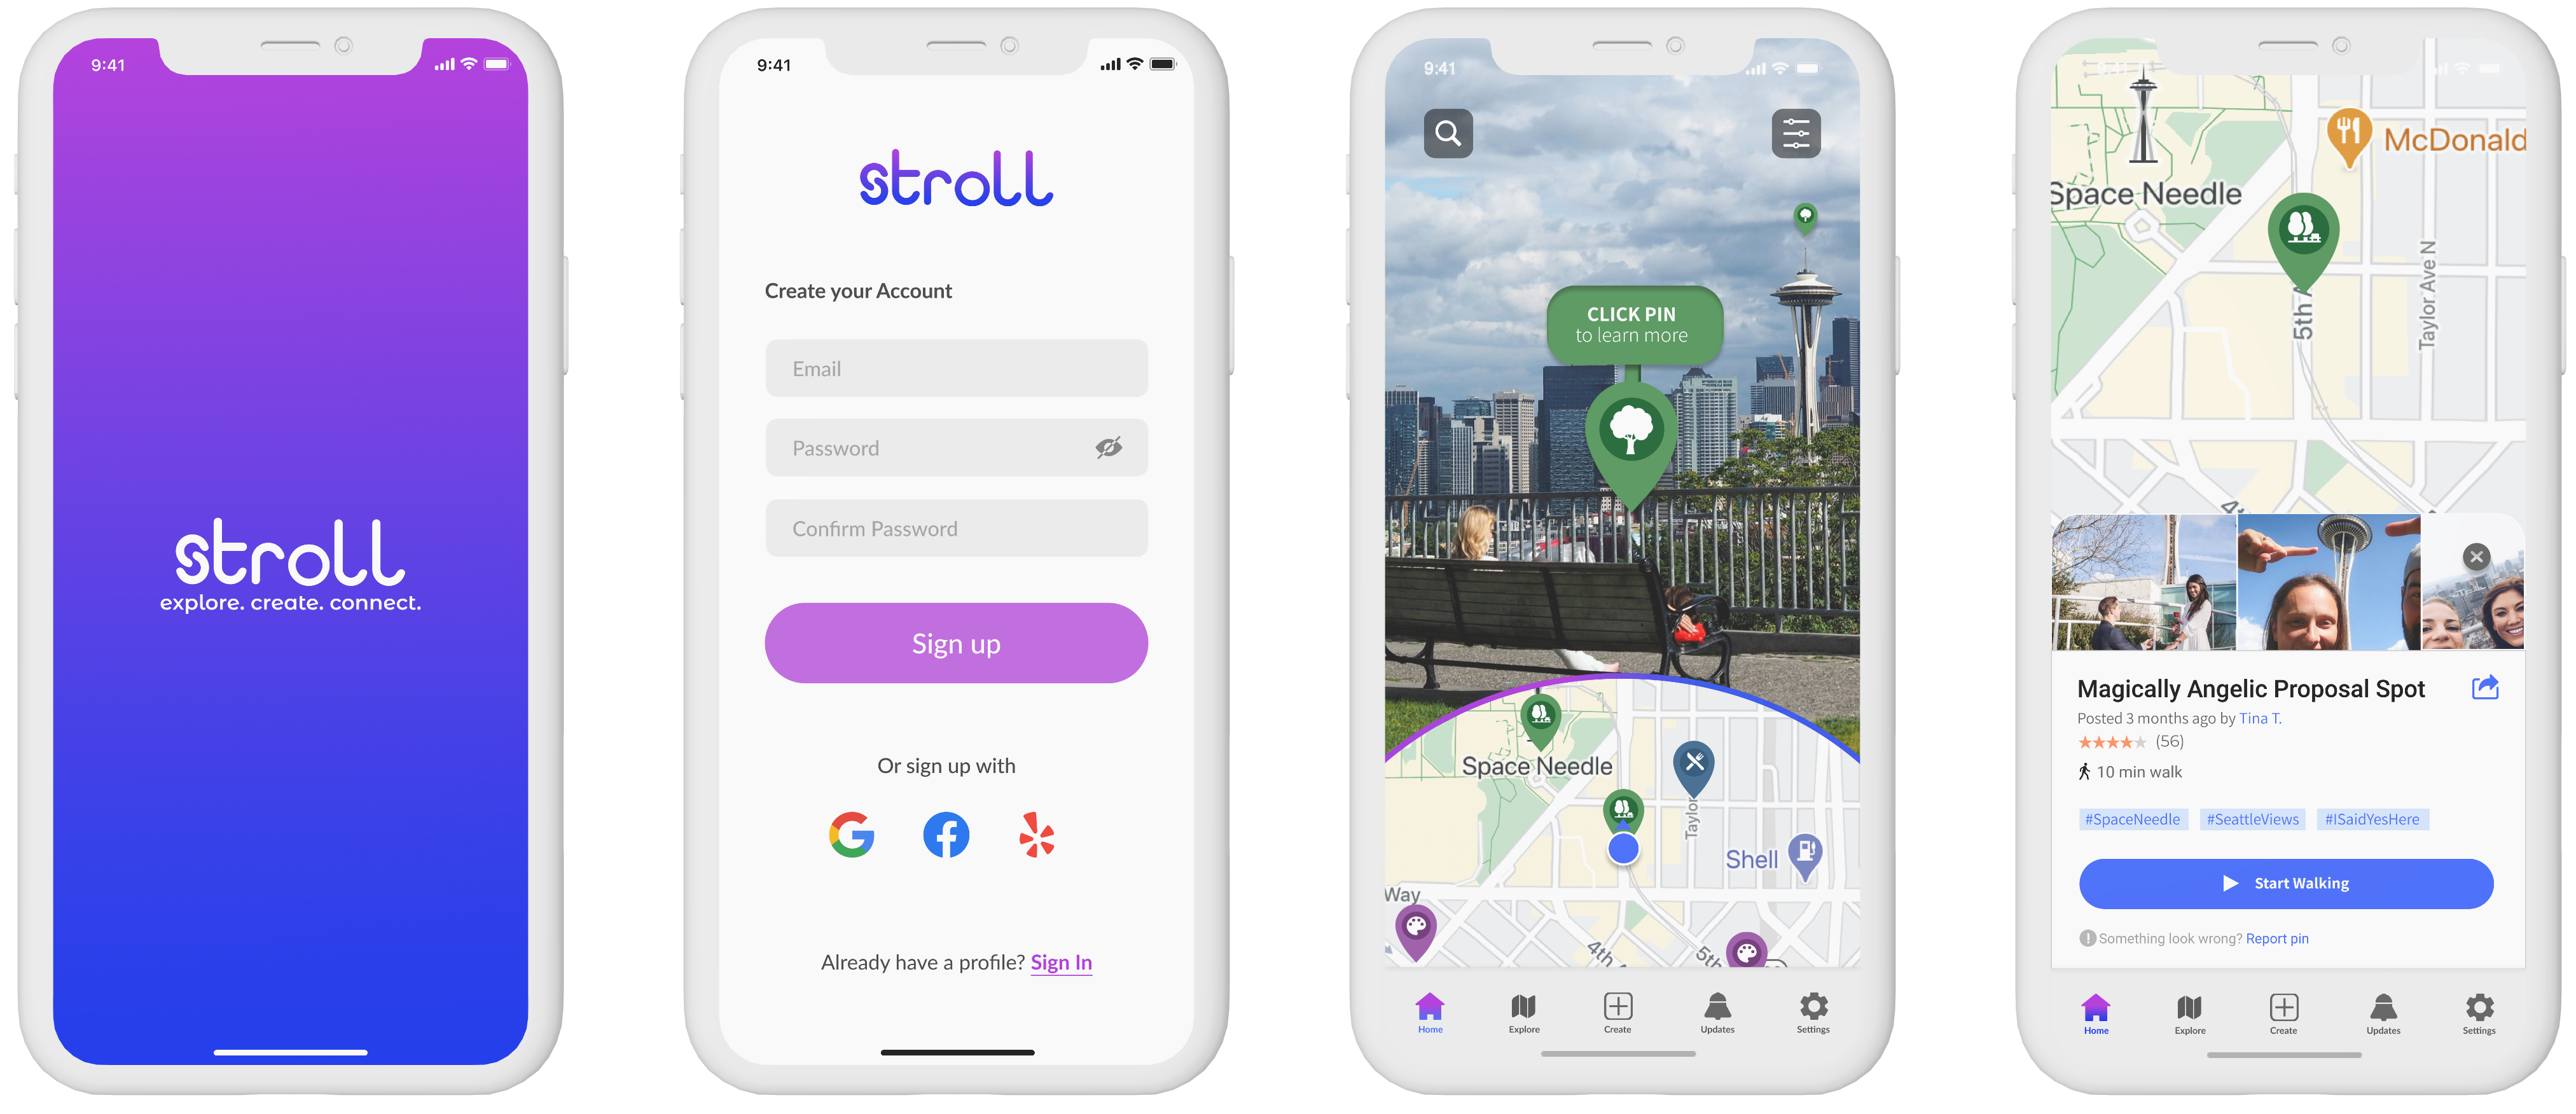 9:41
stroll
explore. create. connect.
9:41
stroll
Create your Account
Email
Password
Confirm Password
Sign up
Or sign up with
Already have a profile? Sign In
9:41
CLICK PIN
to learn more
Space Needle
Taylor
Shell
Way
4th
5th
Home
Explore
Create
Updates
Settings
9:41
McDonald
Space Needle
5th A
Taylor Ave N
4t
Magically Angelic Proposal Spot
Posted 3 months ago by Tina T.
(56)
10 min walk
#SpaceNeedle #SeattleViews #ISaidYesHere
Start Walking
Something look wrong? Report pin
Home
Explore
Create
Updates
Settings